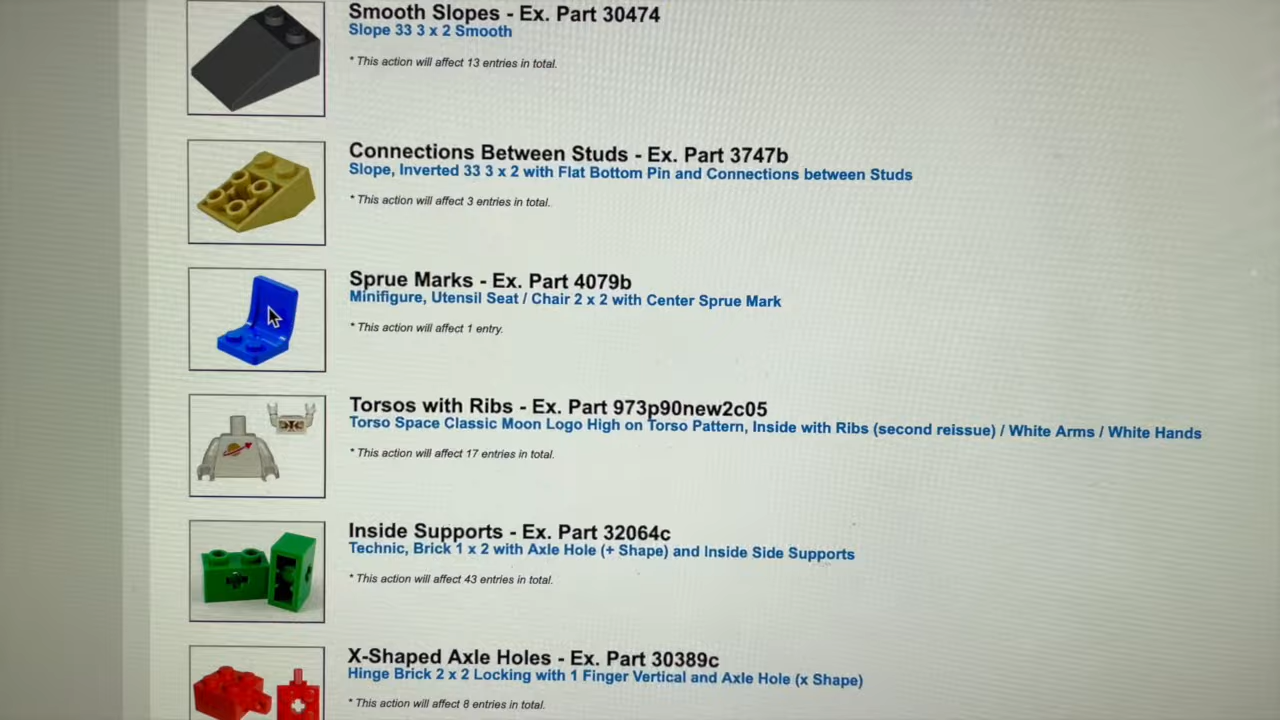 Smooth Slopes - Ex. Part 30474
Slope 33 3 x 2 Smooth
* This action will affect 13 entries in total.
Connections Between Studs - Ex. Part 3747b
Slope, Inverted 33 3 x 2 with Flat Bottom Pin and Connections between Studs
* This action will affect 3 entries in total.
Sprue Marks - Ex. Part 4079b
Minifigure, Utensil Seat / Chair 2 x 2 with Center Sprue Mark
* This action will affect 1 entry.
Torsos with Ribs - Ex. Part 973p90new2c05
Torso Space Classic Moon Logo High on Torso Pattern, Inside with Ribs (second reissue) / White Arms / White Hands
* This action will affect 17 entries in total.
Inside Supports - Ex. Part 32064c
Technic, Brick 1 x 2 with Axle Hole (+ Shape) and Inside Side Supports
* This action will affect 43 entries in total.
X-Shaped Axle Holes - Ex. Part 30389c
Hinge Brick 2 x 2 Locking with 1 Finger Vertical and Axle Hole (x Shape)
* This action will affect 8 entries in total.